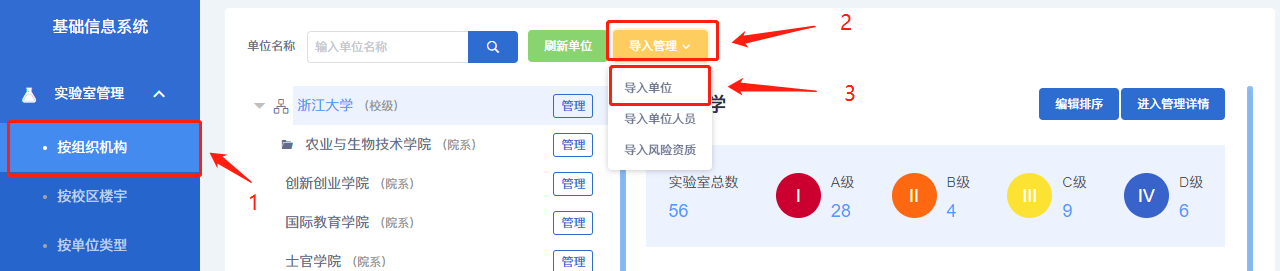 基础信息系统
实验室管理
按组织机构
按校区楼宇
按单位类型
1
单位名称 输入单位名称 刷新单位 导入管理
2
导入单位
导入单位人员
导入风险资质
3
浙江大学 (校级) 管理
农业与生物技术学院 (院系) 管理
创新创业学院 (院系) 管理
国际教育学院 (院系) 管理
士官学院 (院系) 管理
学 编辑排序 进入管理详情
实验室总数 56
I A级 28
II B级 4
III C级 9
IV D级 6